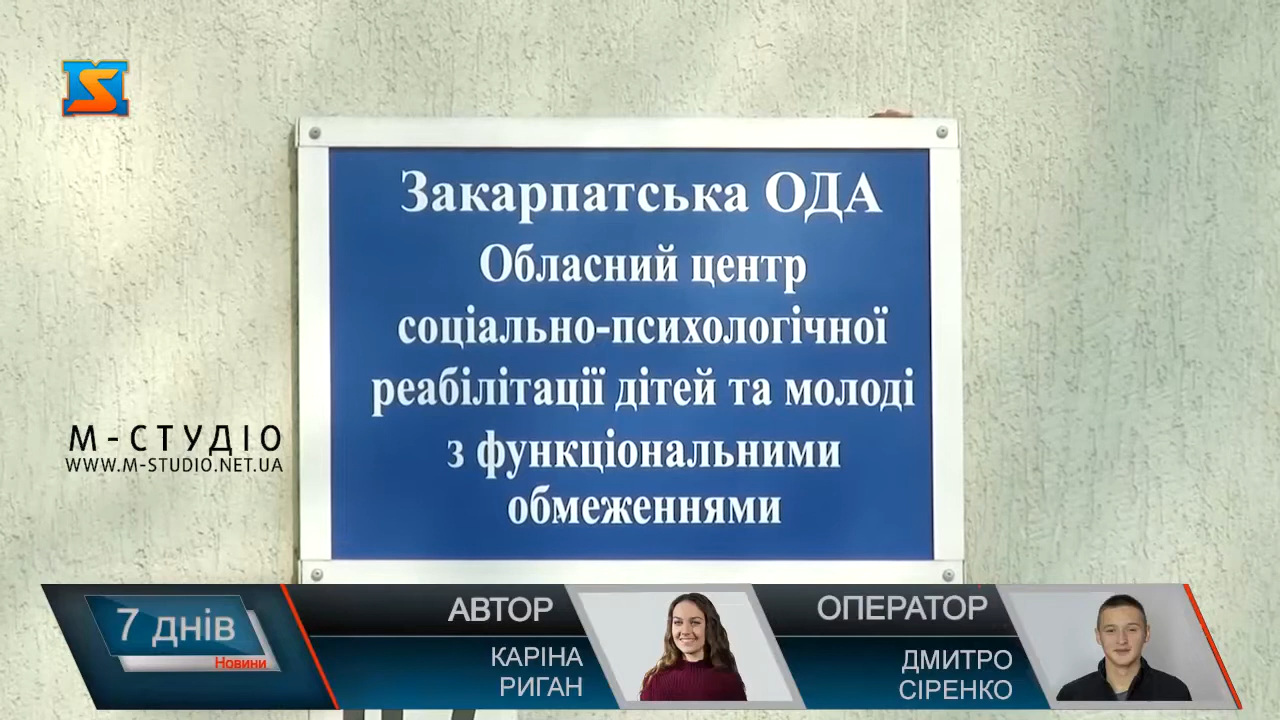 Закарпатська ОДА
Обласний центр
соціально-психологічної
реабілітації дітей та молоді
з функціональними
обмеженнями
М-СТУДІО
WWW.M-STUDIO.NET.UA
7 днів
Новини
АВТОР
КАРІНА
РИГАН
ОПЕРАТОР
ДМИТРО
СІРЕНКО